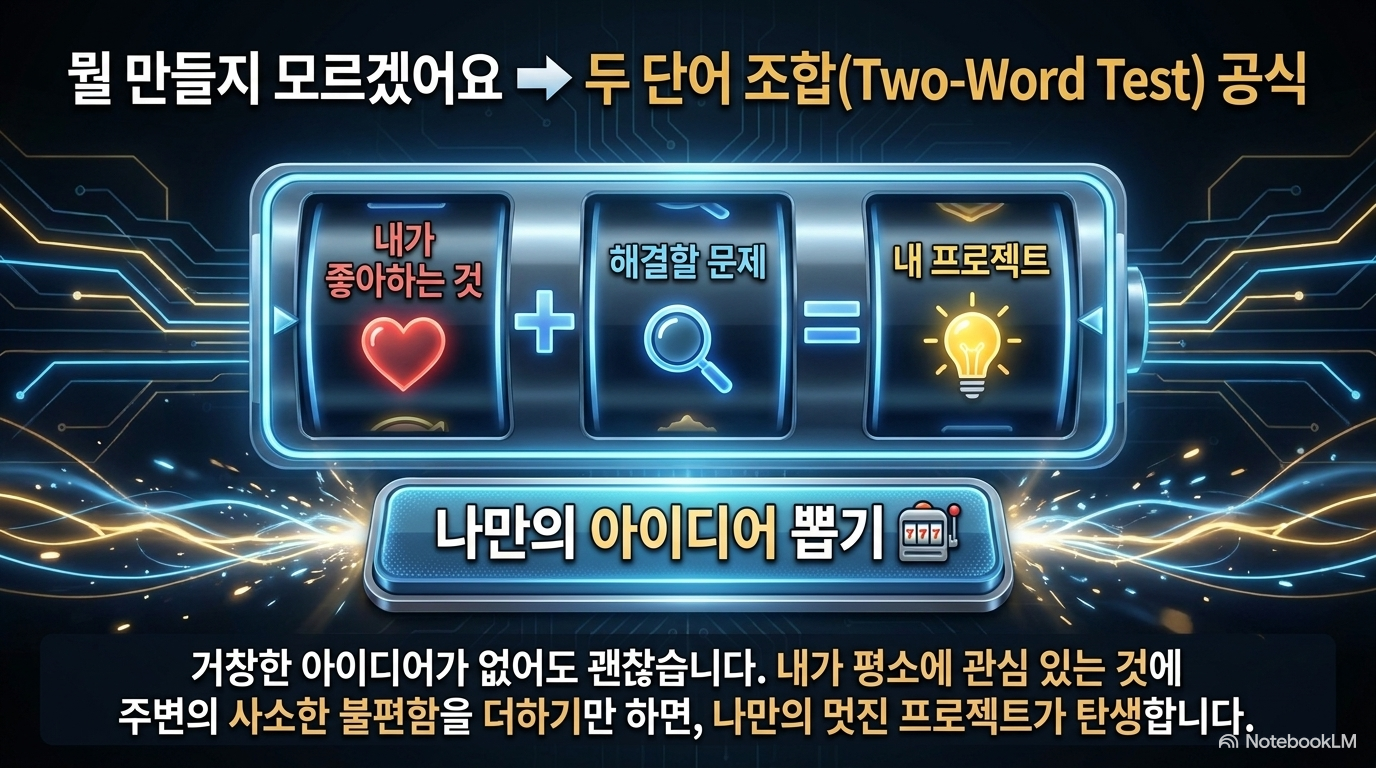 뭘 만들지 모르겠어요 ➡ 두 단어 조합(Two-Word Test) 공식
내가
좋아하는 것
+
해결할 문제
=
내 프로젝트
나만의 아이디어 뽑기
777
거창한 아이디어가 없어도 괜찮습니다. 내가 평소에 관심 있는 것에
주변의 사소한 불편함을 더하기만 하면, 나만의 멋진 프로젝트가 탄생합니다.
NotebookLM